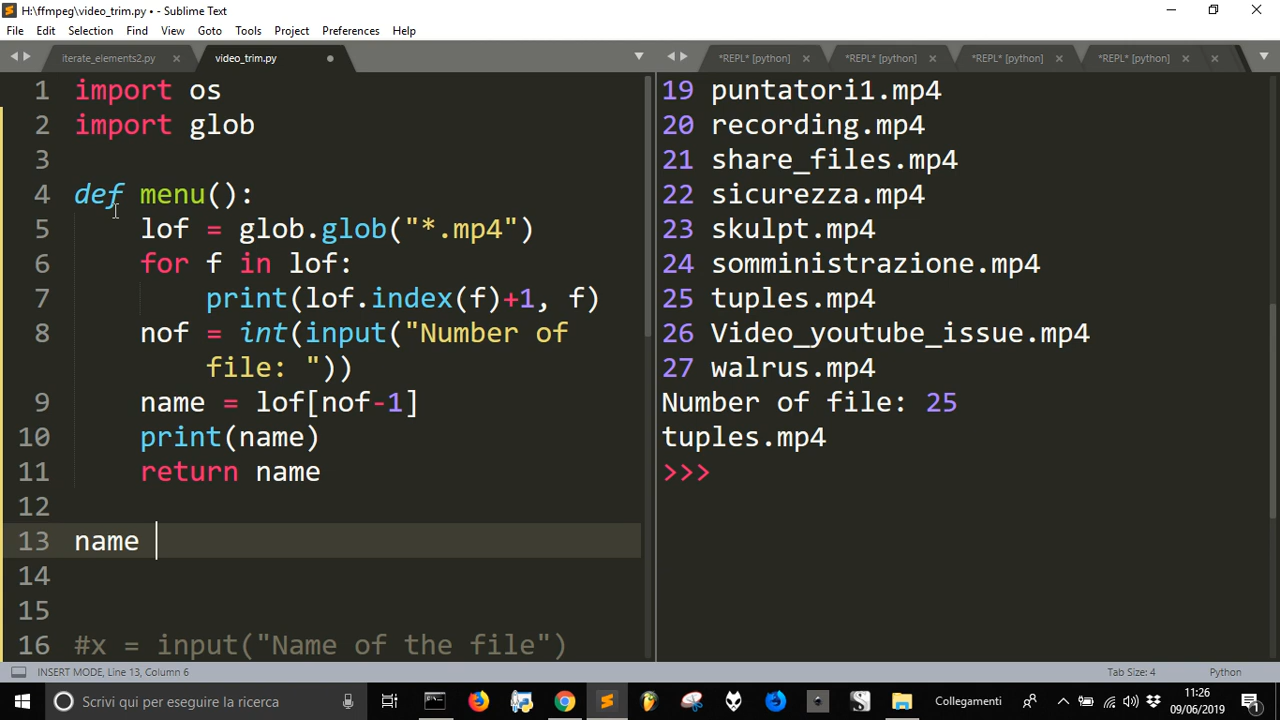 H:\ffmpeg\video_trim.py • - Sublime Text
File Edit Selection Find View Goto Tools Project Preferences Help
iterate_elements2.py × video_trim.py
*REPL* [python] × *REPL* [python] × *REPL* [python] × *REPL* [python] × ×
1 import os
2 import glob
3
4 def menu():
5 lof = glob.glob("*.mp4")
6 for f in lof:
7 print(lof.index(f)+1, f)
8 nof = int(input("Number of
file: "))
9 name = lof[nof-1]
10 print(name)
11 return name
12
13 name
14
15
16 #x = input("Name of the file")
19 puntatori1.mp4
20 recording.mp4
21 share_files.mp4
22 sicurezza.mp4
23 skulpt.mp4
24 somministrazione.mp4
25 tuples.mp4
26 Video_youtube_issue.mp4
27 walrus.mp4
Number of file: 25
tuples.mp4
>>>
INSERT MODE, Line 13, Column 6
Tab Size: 4 Python
Scrivi qui per eseguire la ricerca
Collegamenti
11:26
09/06/2019
1